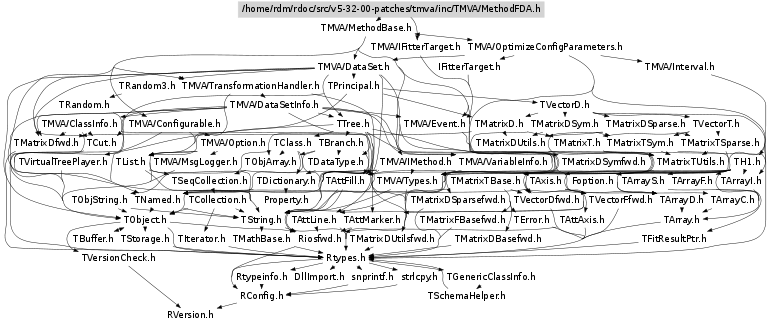 /home/rdm/rdoc/src/v5-32-00-patches/tmva/inc/TMVA/MethodFDA.h
TMVA/MethodBase.h
TMVA/IFitterTarget.h TMVA/OptimizeConfigParameters.h
TMVA/DataSet.h IFitterTarget.h TMVA/Interval.h
TRandom3.h TMVA/TransformationHandler.h TPrincipal.h
TRandom.h TMVA/DataSetInfo.h TVectorD.h
TMVA/ClassInfo.h TMVA/Configurable.h TTree.h TMVA/Event.h TMatrixD.h TMatrixDSym.h TMatrixDSparse.h TVectorT.h
TMatrixDfwd.h TCut.h TMVA/Option.h TClass.h TBranch.h TMatrixDUtils.h TMatrixT.h TMatrixTSym.h TMatrixTSparse.h
TVirtualTreePlayer.h TList.h TMVA/MsgLogger.h TObjArray.h TDataType.h TMVA/IMethod.h TMVA/VariableInfo.h TMatrixDSymfwd.h TMatrixTUtils.h TH1.h
TSeqCollection.h TDictionary.h TAttFill.h TMVA/Types.h TMatrixTBase.h TAxis.h Foption.h TArrayS.h TArrayF.h TArrayI.h
TObjString.h TNamed.h TCollection.h Property.h TMatrixDSparsefwd.h TVectorDfwd.h TVectorFfwd.h TArrayD.h TArrayC.h
TObject.h TString.h TAttLine.h TAttMarker.h TMatrixFBasefwd.h TError.h TAttAxis.h TArray.h
TBuffer.h TStorage.h TIterator.h TMathBase.h Riosfwd.h TMatrixDUtilsfwd.h TMatrixDBasefwd.h TFitResultPtr.h
TVersionCheck.h Rtypes.h
Rtypeinfo.h DllImport.h snprintf.h strlcpy.h TGenericClassInfo.h
RConfig.h TSchemaHelper.h
RVersion.h